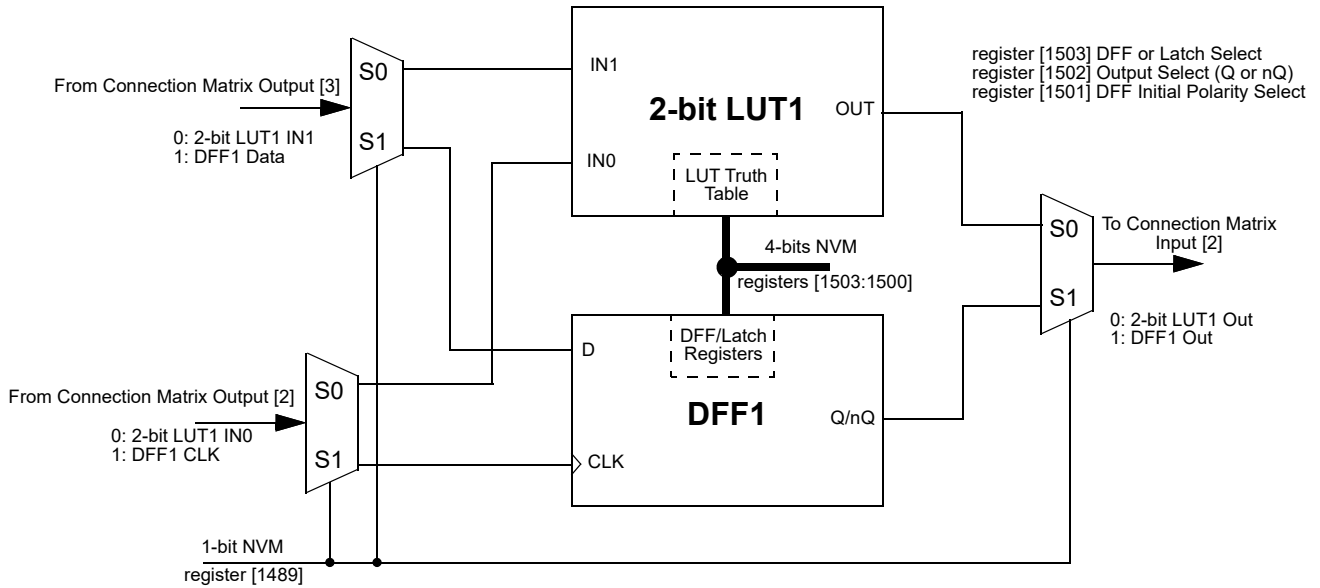 From Connection Matrix Output [3]
0: 2-bit LUT1 IN1
1: DFF1 Data
S0
S1
IN1
IN0
2-bit LUT1
OUT
LUT Truth
Table
register [1503] DFF or Latch Select
register [1502] Output Select (Q or nQ)
register [1501] DFF Initial Polarity Select
4-bits NVM
registers [1503:1500]
S0
S1
To Connection Matrix
Input [2]
0: 2-bit LUT1 Out
1: DFF1 Out
From Connection Matrix Output [2]
0: 2-bit LUT1 IN0
1: DFF1 CLK
S0
S1
D
CLK
DFF/Latch
Registers
DFF1
Q/nQ
1-bit NVM
register [1489]